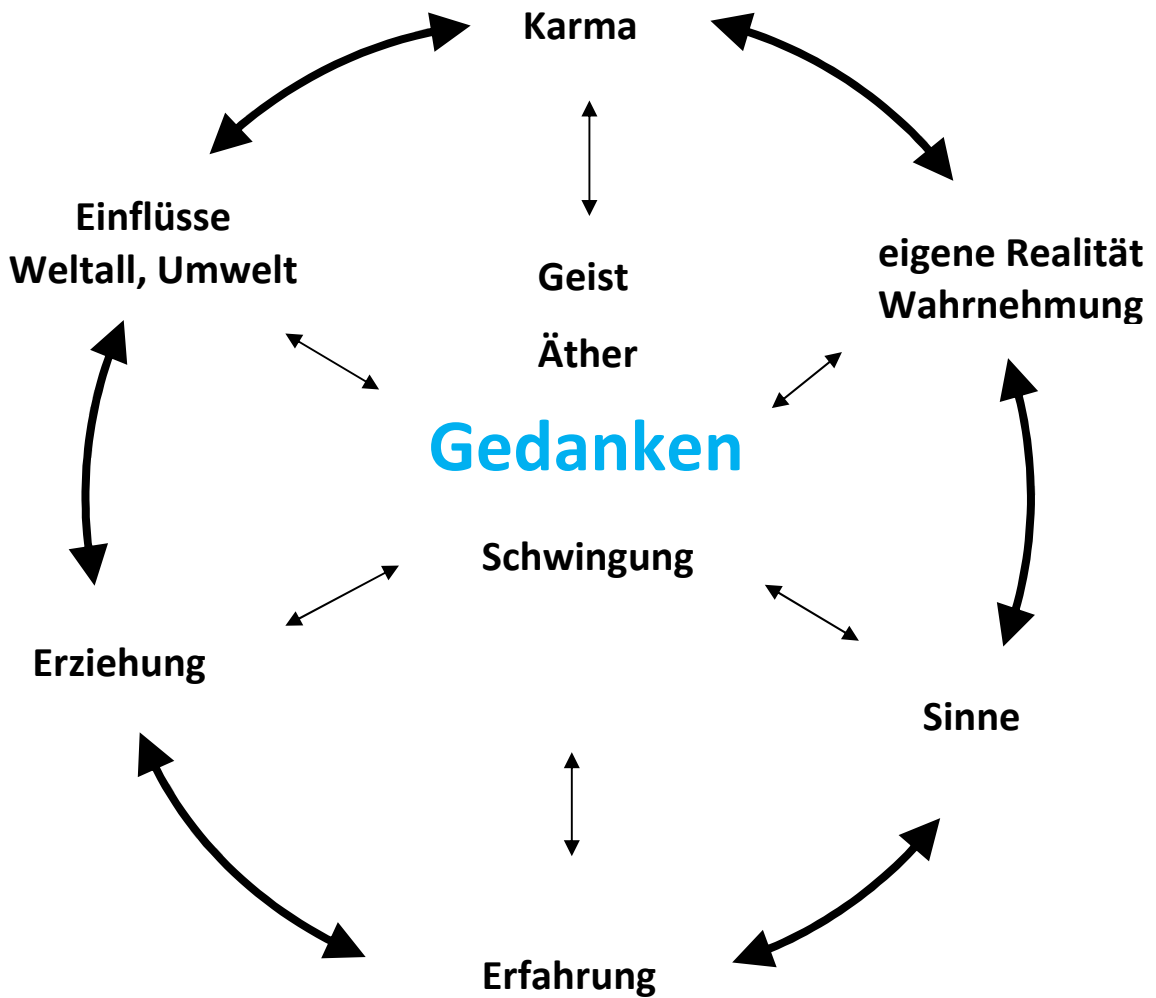 Karma
Einflüsse
Weltall, Umwelt
eigene Realität
Wahrnehmung
Geist
Äther
Gedanken
Schwingung
Erziehung
Sinne
Erfahrung